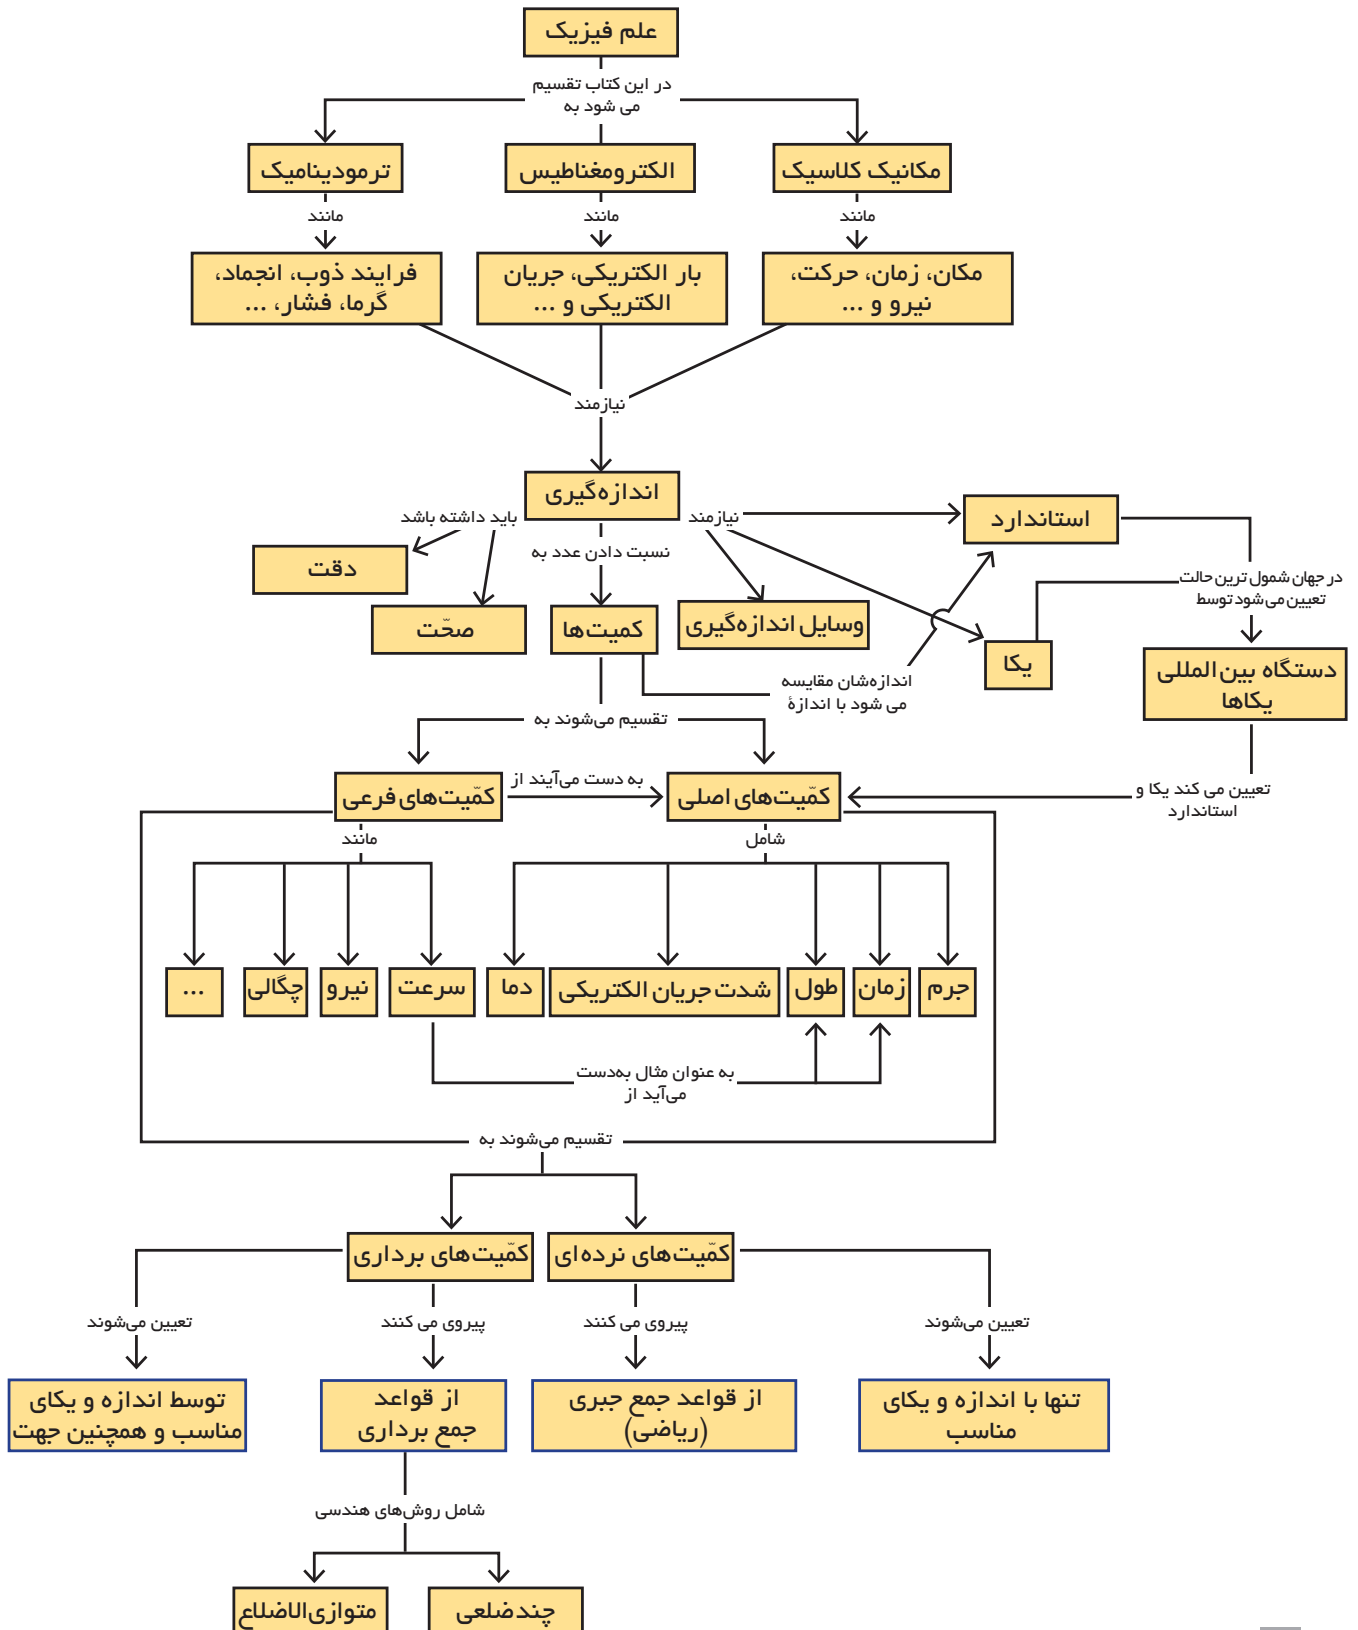 علم فیزیک
در این کتاب تقسیم
می شود به
مکانیک کلاسیک
الکترومغناطیس
ترمودینامیک
مانند
مانند
مانند
مکان، زمان، حرکت،
نیرو و ...
بار الکتریکی، جریان
الکتریکی و ...
فرایند ذوب، انجماد،
گرما، فشار، ...
نیازمند
اندازه‌گیری
استاندارد
نیازمند
باید داشته باشد
نسبت دادن عدد به
دقت
صحّت
کمیت‌ها
وسایل اندازه‌گیری
یکا
در جهان شمول ترین حالت
تعیین می‌شود توسط
دستگاه بین‌المللی
یکاها
اندازه‌شان مقایسه
می شود با اندازهٔ
تقسیم می‌شوند به
کمّیت‌های اصلی
به دست می‌آیند از
کمّیت‌های فرعی
تعیین می کند یکا و
استاندارد
شامل
مانند
جرم
زمان
طول
شدت جریان الکتریکی
دما
سرعت
نیرو
چگالی
...
به عنوان مثال به‌دست
می‌آید از
تقسیم می‌شوند به
کمّیت‌های نرده‌ای
کمّیت‌های برداری
تعیین می‌شوند
پیروی می کنند
پیروی می کنند
تعیین می‌شوند
تنها با اندازه و یکای
مناسب
از قواعد جمع جبری
(ریاضی)
از قواعد
جمع برداری
توسط اندازه و یکای
مناسب و همچنین جهت
شامل روش‌های هندسی
چندضلعی
متوازی‌الاضلاع